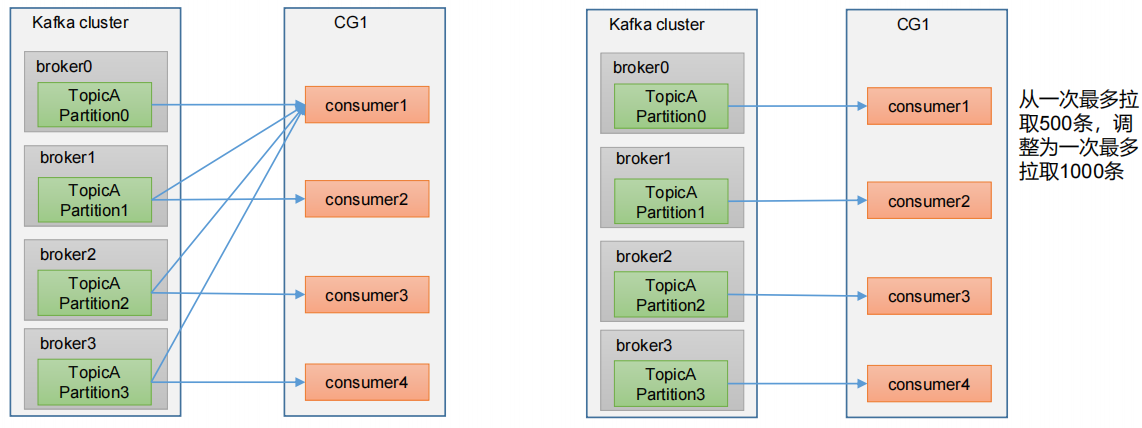 Kafka cluster
CG1
broker0
TopicA
Partition0
consumer1
broker1
TopicA
Partition1
consumer2
broker2
TopicA
Partition2
consumer3
broker3
TopicA
Partition3
consumer4
Kafka cluster
CG1
broker0
TopicA
Partition0
consumer1
broker1
TopicA
Partition1
consumer2
broker2
TopicA
Partition2
consumer3
broker3
TopicA
Partition3
consumer4
从一次最多拉
取500条，调
整为一次最多
拉取1000条